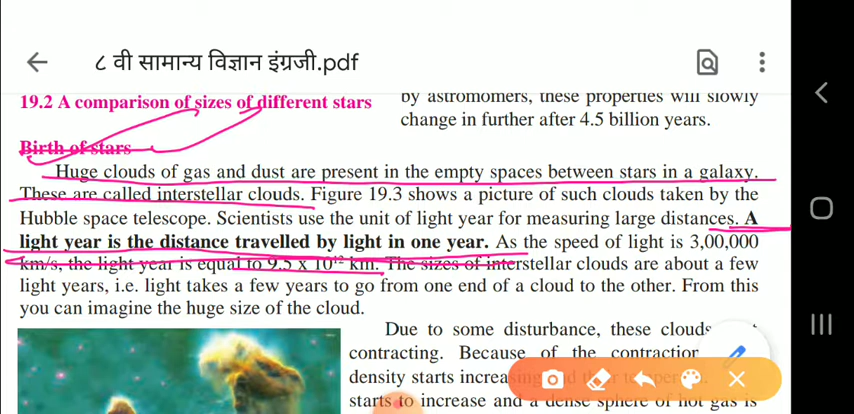 ८ वी सामान्य विज्ञान इंग्रजी.pdf
19.2 A comparison of sizes of different stars
Birth of stars
by astromomers, these properties will slowly
change in further after 4.5 billion years.
Huge clouds of gas and dust are present in the empty spaces between stars in a galaxy.
These are called interstellar clouds. Figure 19.3 shows a picture of such clouds taken by the
Hubble space telescope. Scientists use the unit of light year for measuring large distances. A
light year is the distance travelled by light in one year. As the speed of light is 3,00,000
km/s, the light year is equal to 9.5 x 10¹² km. The sizes of interstellar clouds are about a few
light years, i.e. light takes a few years to go from one end of a cloud to the other. From this
you can imagine the huge size of the cloud.
Due to some disturbance, these clouds
contracting. Because of the contraction
density starts increasing
starts to increase and a dense sphere of hot gas is